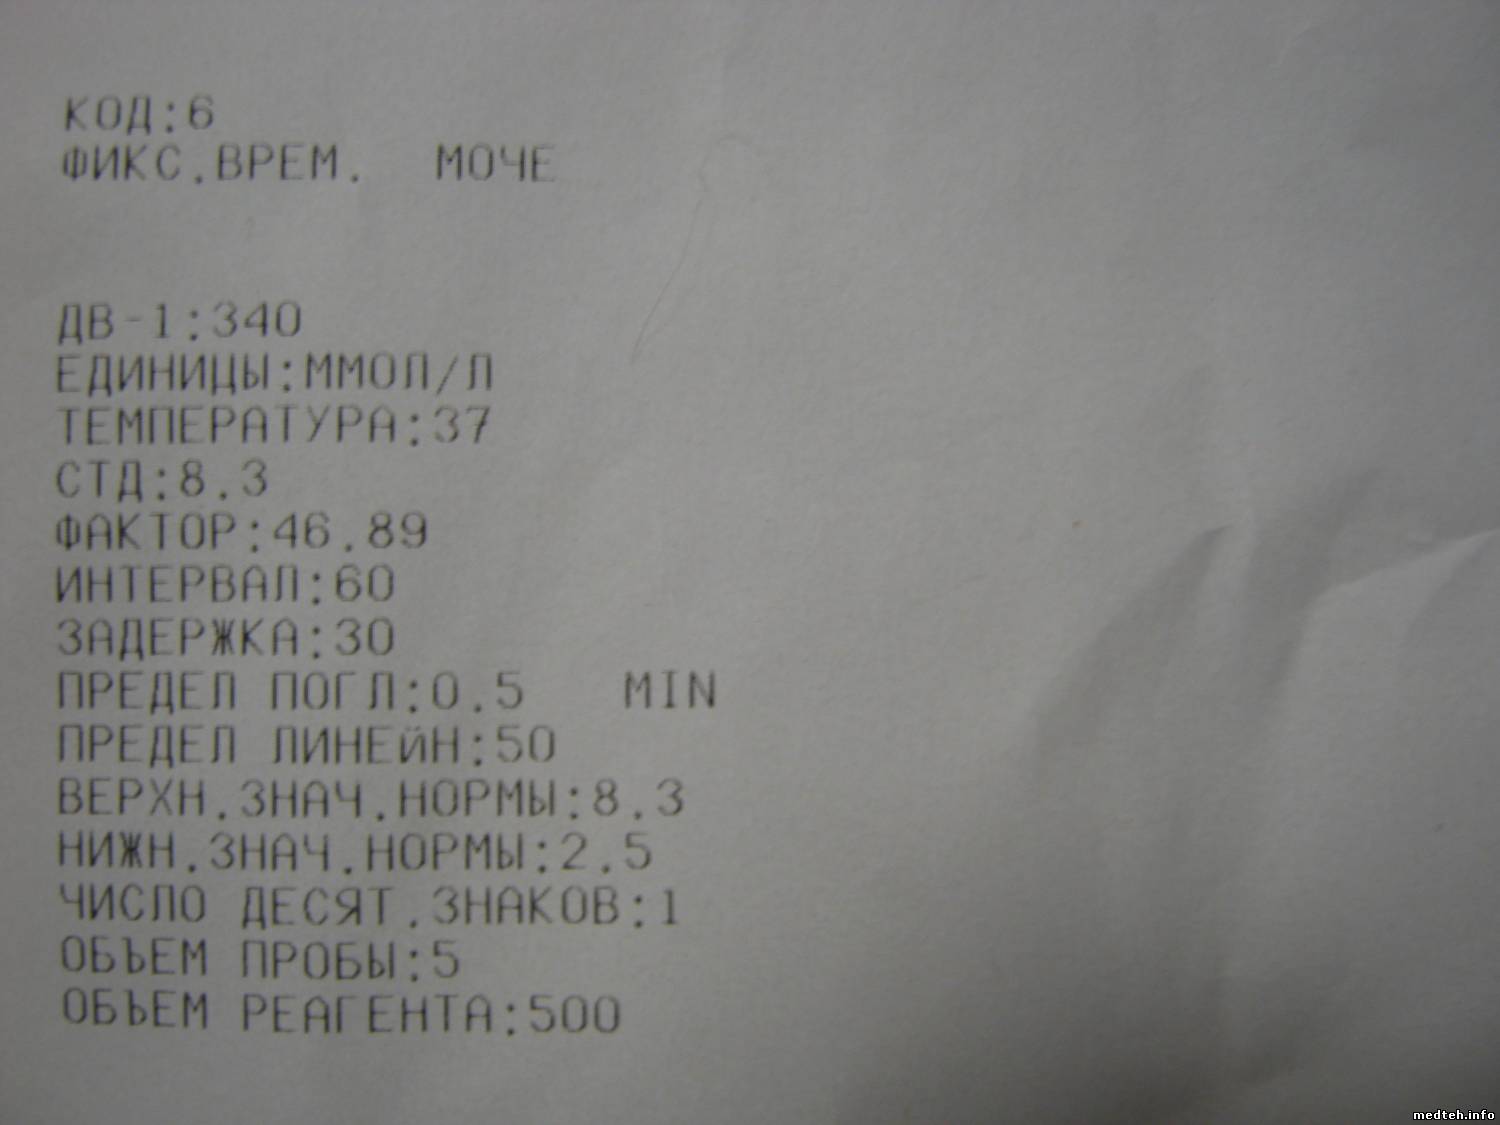 КОД:6
ФИКС.ВРЕМ. МОЧЕ
ДВ-1:340
ЕДИНИЦЫ:ММОЛ/Л
ТЕМПЕРАТУРА:37
СТД:8.3
ФАКТОР:46.89
ИНТЕРВАЛ:60
ЗАДЕРЖКА:30
ПРЕДЕЛ ПОГЛ:0.5 MIN
ПРЕДЕЛ ЛИНЕЙН:50
ВЕРХН.ЗНАЧ.НОРМЫ:8.3
НИЖН.ЗНАЧ.НОРМЫ:2.5
ЧИСЛО ДЕСЯТ.ЗНАКОВ:1
ОБЪЕМ ПРОБЫ:5
ОБЪЕМ РЕАГЕНТА:500
medteh.info